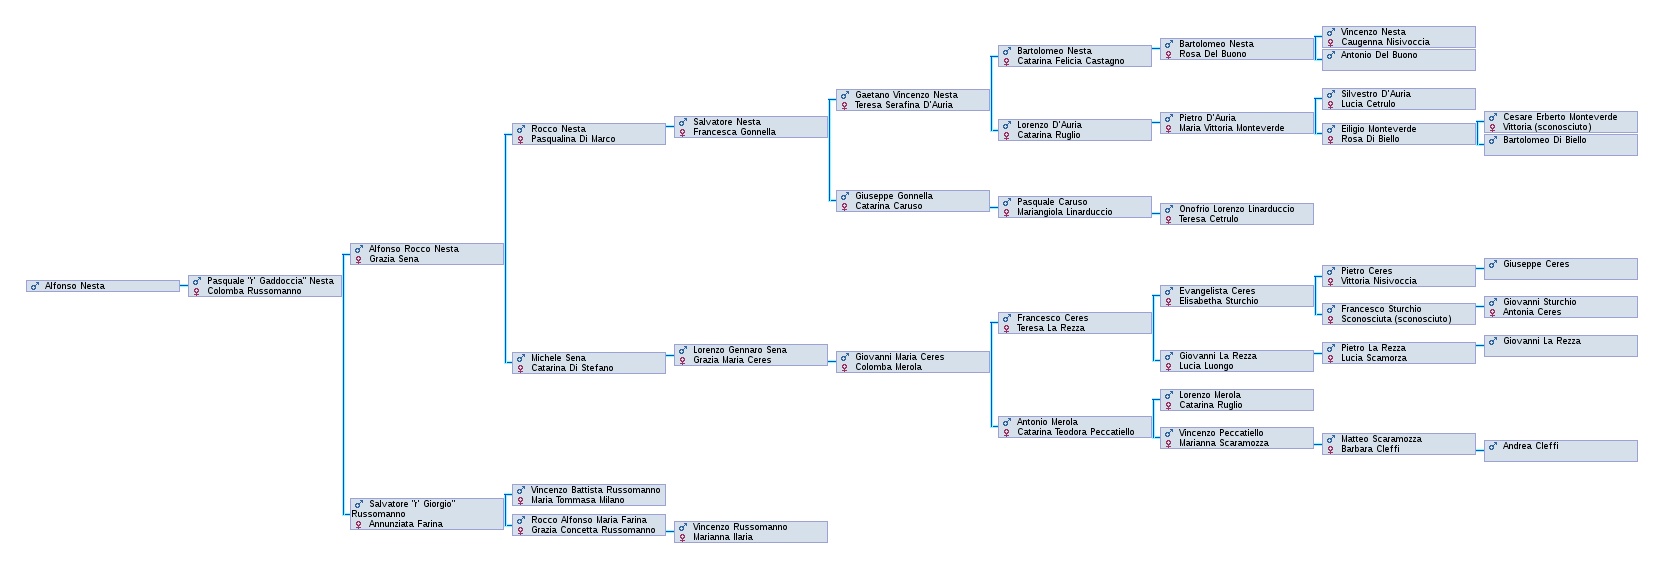 Alfonso Nesta
Pasquale "r' Gaddoccia" Nesta
Colomba Russomanno
Alfonso Rocco Nesta
Grazia Sena
Salvatore "r' Giorgio"
Russomanno
Annunziata Farina
Rocco Nesta
Pasqualina Di Marco
Michele Sena
Catarina Di Stefano
Vincenzo Battista Russomanno
Maria Tommasa Milano
Rocco Alfonso Maria Farina
Grazia Concetta Russomanno
Salvatore Nesta
Francesca Gonnella
Lorenzo Gennaro Sena
Grazia Maria Ceres
Vincenzo Russomanno
Marianna Ilaria
Gaetano Vincenzo Nesta
Teresa Serafina D'Auria
Giuseppe Gonnella
Catarina Caruso
Giovanni Maria Ceres
Colomba Merola
Bartolomeo Nesta
Catarina Felicia Castagno
Lorenzo D'Auria
Catarina Ruglio
Pasquale Caruso
Mariangiola Linarduccio
Francesco Ceres
Teresa La Rezza
Antonio Merola
Catarina Teodora Peccatiello
Bartolomeo Nesta
Rosa Del Buono
Pietro D'Auria
Maria Vittoria Monteverde
Onofrio Lorenzo Linarduccio
Teresa Cetrulo
Evangelista Ceres
Elisabetha Sturchio
Giovanni La Rezza
Lucia Luongo
Lorenzo Merola
Catarina Ruglio
Vincenzo Peccatiello
Marianna Scaramozza
Vincenzo Nesta
Caugenna Nisivoccia
Antonio Del Buono
Silvestro D'Auria
Lucia Cetrulo
Eiligio Monteverde
Rosa Di Biello
Pietro Ceres
Vittoria Nisivoccia
Francesco Sturchio
Sconosciuta (sconosciuto)
Pietro La Rezza
Lucia Scamorza
Matteo Scaramozza
Barbara Cleffi
Cesare Erberto Monteverde
Vittoria (sconosciuto)
Bartolomeo Di Biello
Giuseppe Ceres
Giovanni Sturchio
Antonia Ceres
Giovanni La Rezza
Andrea Cleffi